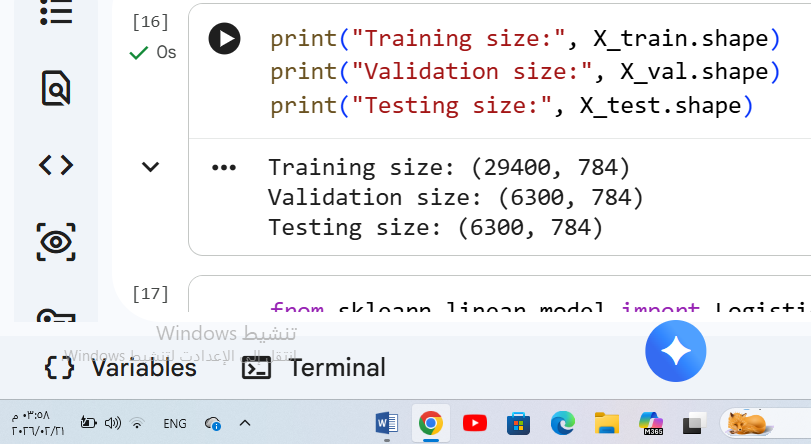 [16]
0s
print("Training size:", X_train.shape)
print("Validation size:", X_val.shape)
print("Testing size:", X_test.shape)
Training size: (29400, 784)
Validation size: (6300, 784)
Testing size: (6300, 784)
[17]
from sklearn.linear_model import Logisti
تنشيط Windows
انتقل إلى الإعدادت لتنشيط Windows
{} Variables
Terminal
٠٣:٥٨ م
٢٠٢٦/٠٢/٢١
ENG
M365